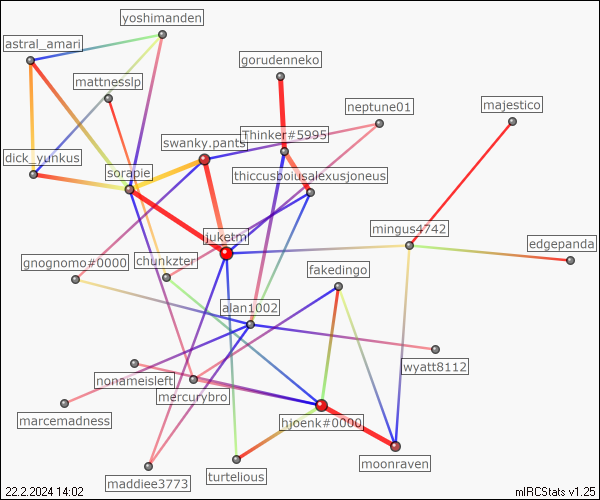 yoshimanden
astral_amari
gorudenneko
mattnesslp
neptune01
majestico
Thinker#5995
swanky.pants
dick_yunkus
sorapie
thiccusboiusalexusjoneus
juketm
mingus4742
edgepanda
gnognomo#0000
chunkzter
fakedingo
alan1002
wyatt8112
nonameisleft
mercurybro
marcemadness
hjoenk#0000
moonraven
turtelious
maddiee3773
22.2.2024 14:02
mIRCStats v1.25